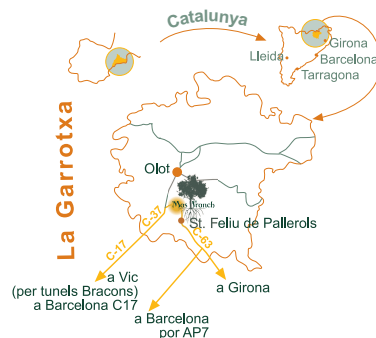 Catalunya
Girona
Lleida
Barcelona
Tarragona
La Garrotxa
Olot
Mas Branch
St. Feliu de Pallerols
C-37
C-63
C-17
a Vic
(per tunels Bracons)
a Barcelona C17
a Girona
a Barcelona
por AP7